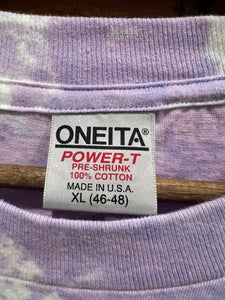 ONEITA®
POWER-T
PRE-SHRUNK
100% COTTON
MADE IN U.S.A.
XL (46-48)